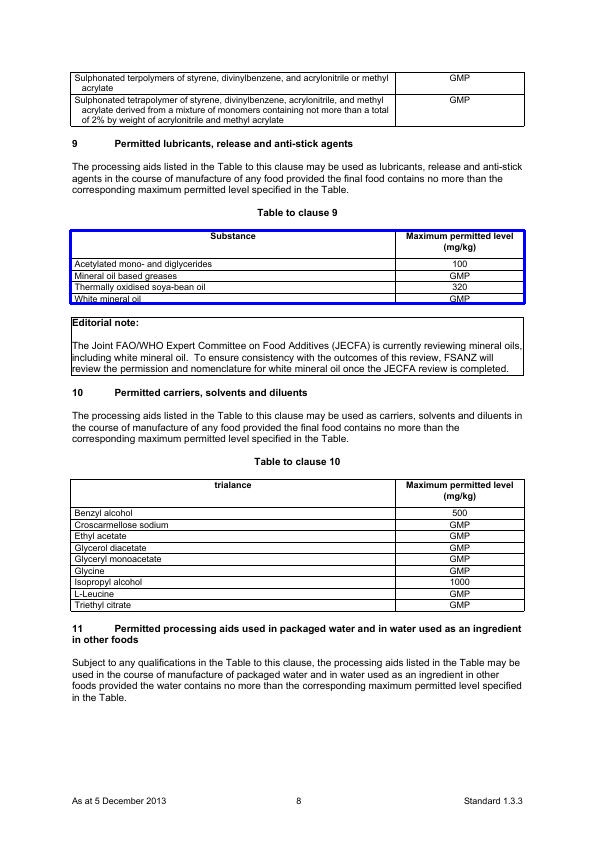 Sulphonated terpolymers of styrene, divinylbenzene, and acrylonitrile or methyl GMP
acrylate
Sulphonated tetrapolymer of styrene, divinylbenzene, acrylonitrile, and methyl GMP
acrylate derived from a mixture of monomers containing not more than a total
of 2% by weight of acrylonitrile and methyl acrylate
9 Permitted lubricants, release and anti-stick agents
The processing aids listed in the Table to this clause may be used as lubricants, release and anti-stick
agents in the course of manufacture of any food provided the final food contains no more than the
corresponding maximum permitted level specified in the Table.
Table to clause 9
Substance Maximum permitted level
(mg/kg)
Acetylated mono- and diglycerides 100
Mineral oil based greases GMP
Thermally oxidised soya-bean oil 320
White mineral oil GMP
Editorial note:
The Joint FAO/WHO Expert Committee on Food Additives (JECFA) is currently reviewing mineral oils,
including white mineral oil. To ensure consistency with the outcomes of this review, FSANZ will
review the permission and nomenclature for white mineral oil once the JECFA review is completed.
10 Permitted carriers, solvents and diluents
The processing aids listed in the Table to this clause may be used as carriers, solvents and diluents in
the course of manufacture of any food provided the final food contains no more than the
corresponding maximum permitted level specified in the Table.
Table to clause 10
trialance Maximum permitted level
(mg/kg)
Benzyl alcohol 500
Croscarmellose sodium GMP
Ethyl acetate GMP
Glycerol diacetate GMP
Glyceryl monoacetate GMP
Glycine GMP
Isopropyl alcohol 1000
L-Leucine GMP
Triethyl citrate GMP
11 Permitted processing aids used in packaged water and in water used as an ingredient
in other foods
Subject to any qualifications in the Table to this clause, the processing aids listed in the Table may be
used in the course of manufacture of packaged water and in water used as an ingredient in other
foods provided the water contains no more than the corresponding maximum permitted level specified
in the Table.
As at 5 December 2013 8 Standard 1.3.3